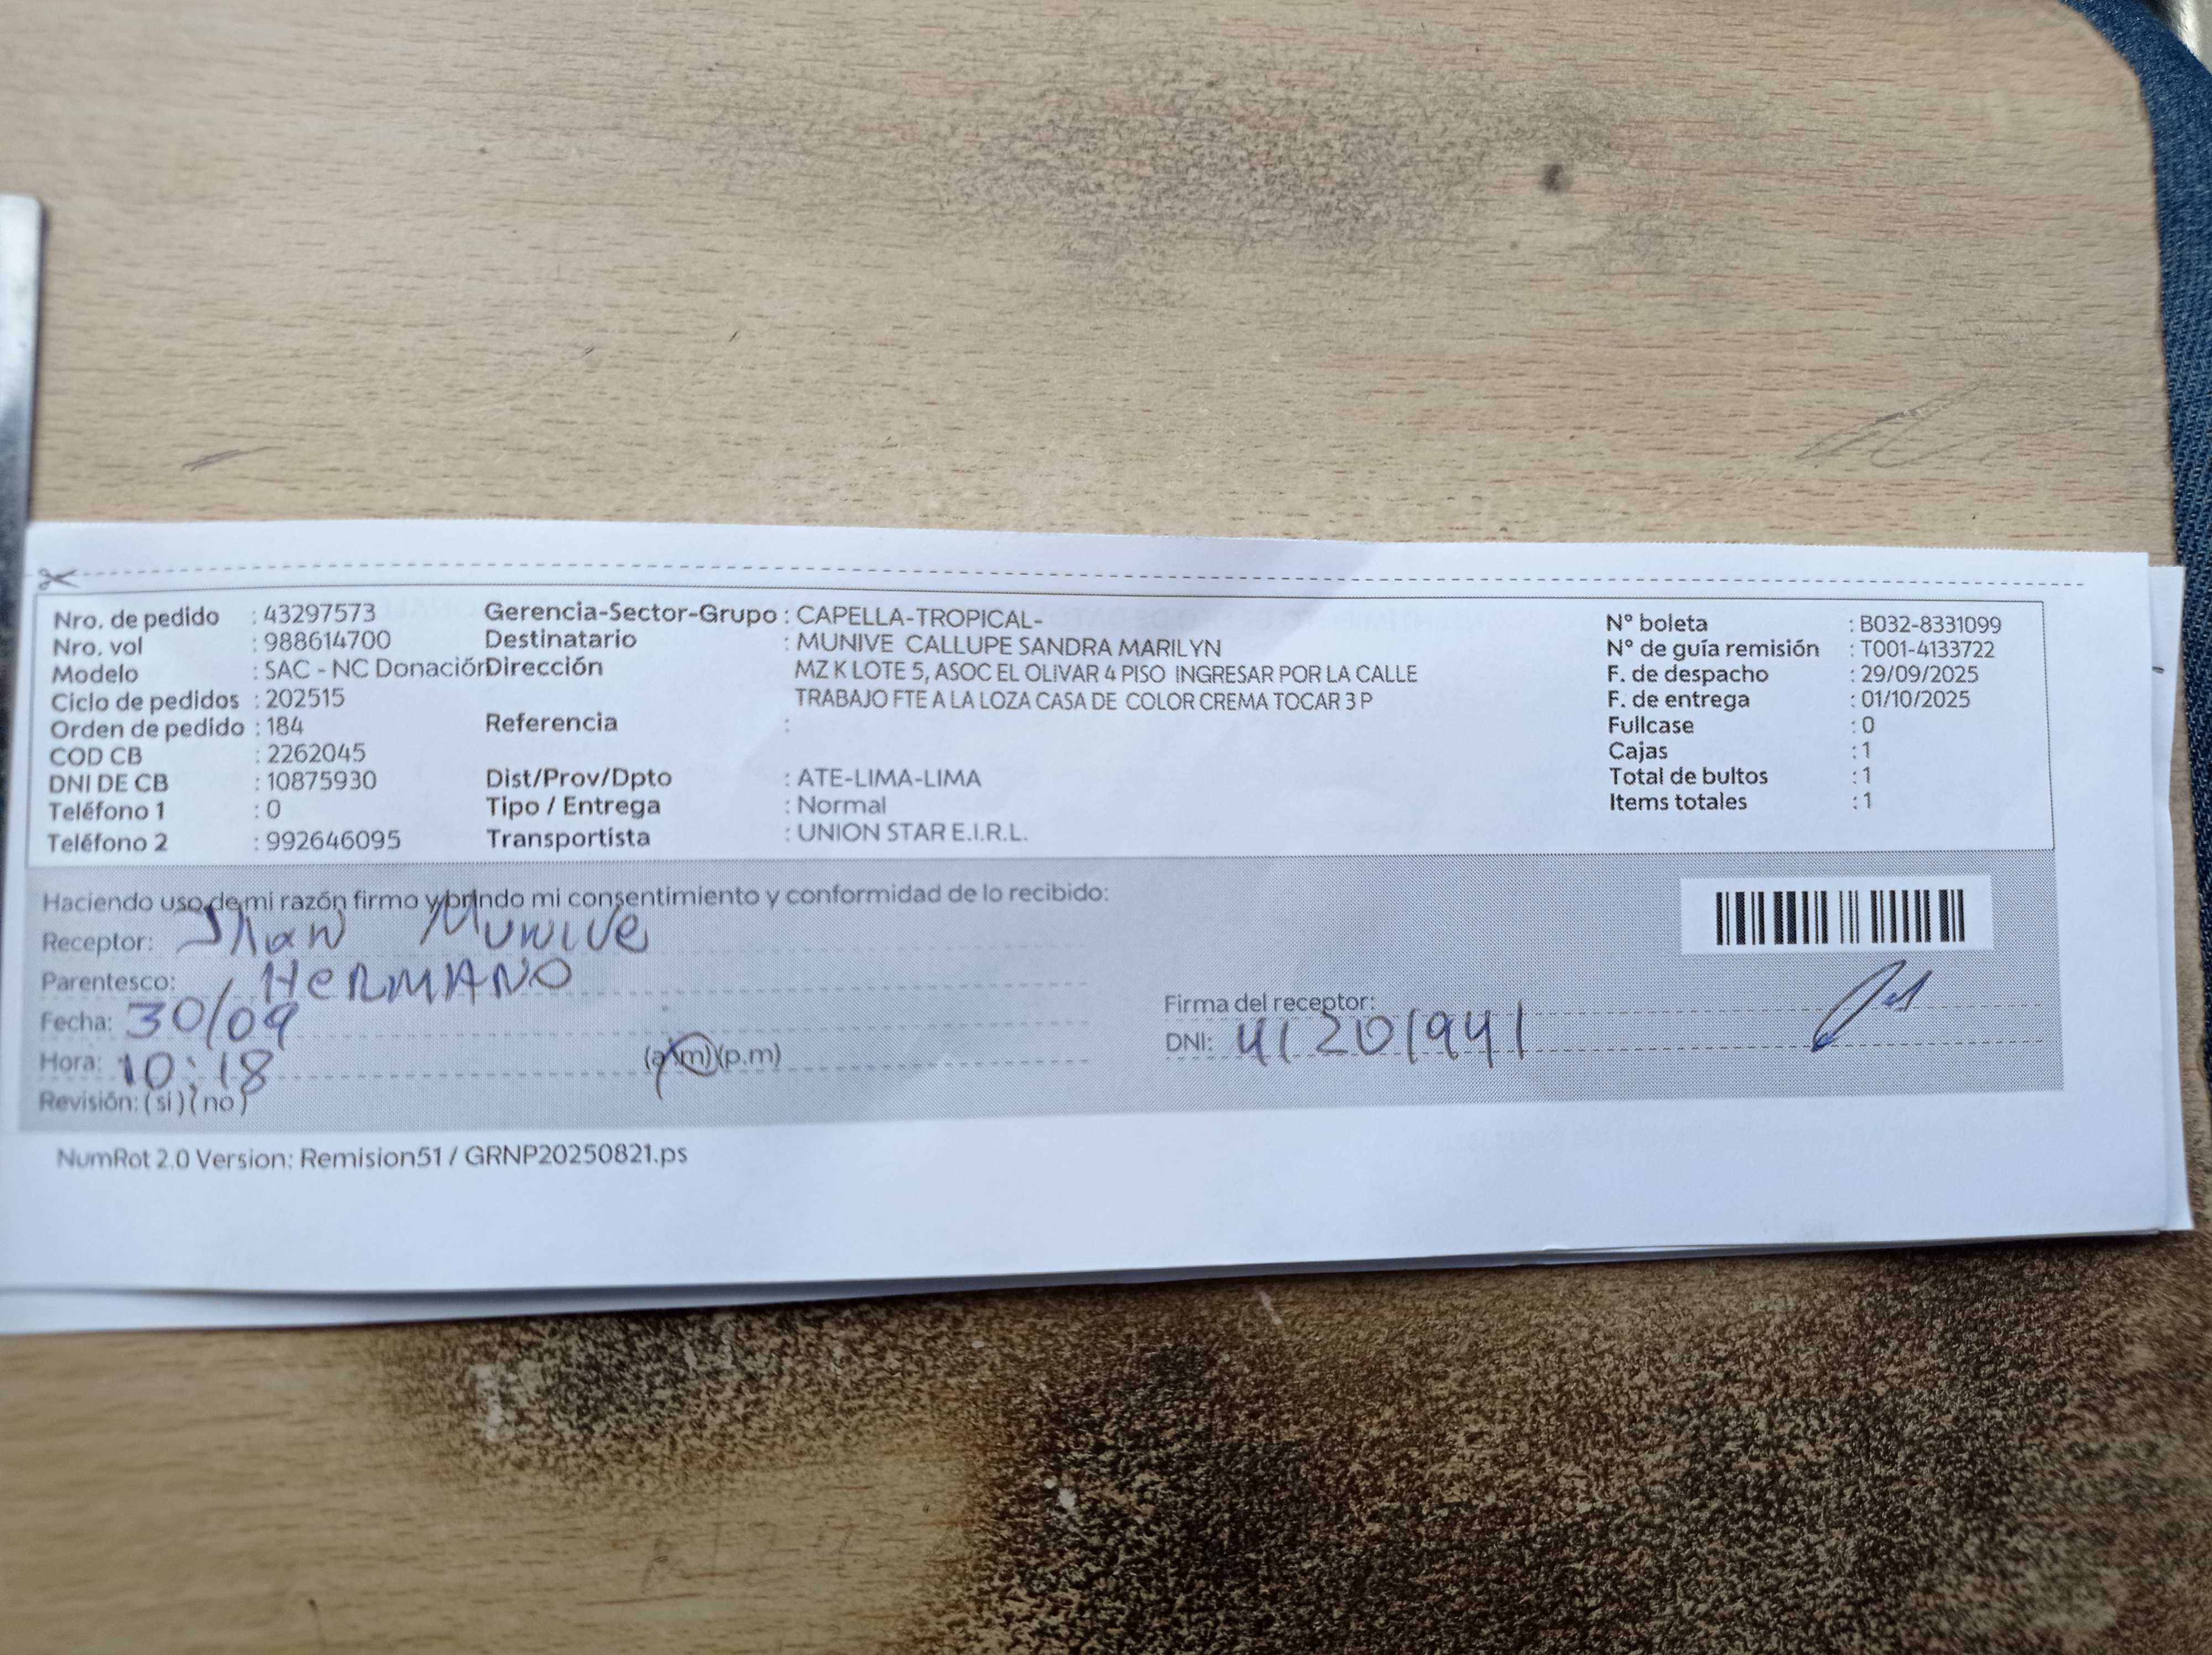 Nro. de pedido : 43297573 Gerencia-Sector-Grupo : CAPELLA-TROPICAL- N° boleta : B032-8331099
Nro. vol : 988614700 Destinatario : MUNIVE CALLUPE SANDRA MARILYN N° de guía remisión : T001-4133722
Modelo : SAC - NC Donación Dirección MZ K LOTE 5, ASOC EL OLIVAR 4 PISO INGRESAR POR LA CALLE F. de despacho : 29/09/2025
Ciclo de pedidos : 202515 TRABAJO FTE A LA LOZA CASA DE COLOR CREMA TOCAR 3 P F. de entrega : 01/10/2025
Orden de pedido : 184 Referencia : Fullcase : 0
COD CB : 2262045 Cajas : 1
DNI DE CB : 10875930 Dist/Prov/Dpto : ATE-LIMA-LIMA Total de bultos : 1
Teléfono 1 : 0 Tipo / Entrega : Normal Items totales : 1
Teléfono 2 : 992646095 Transportista : UNION STAR E.I.R.L.
Haciendo uso de mi razón firmo y brindo mi consentimiento y conformidad de lo recibido:
Receptor: Munive
Parentesco: HERMANO
Fecha: 30/09 Firma del receptor:
Hora: 10:18 (a.m)(p.m) DNI: 41201941
Revisión: (si)(no)
NumRot 2.0 Version: Remision51 / GRNP20250821.ps